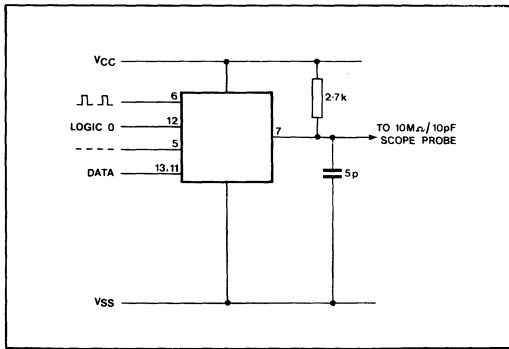 VCC
6
2·7k
LOGIC 0
12
7
TO 10MΩ/10pF
SCOPE PROBE
5
DATA
13,11
5p
VSS